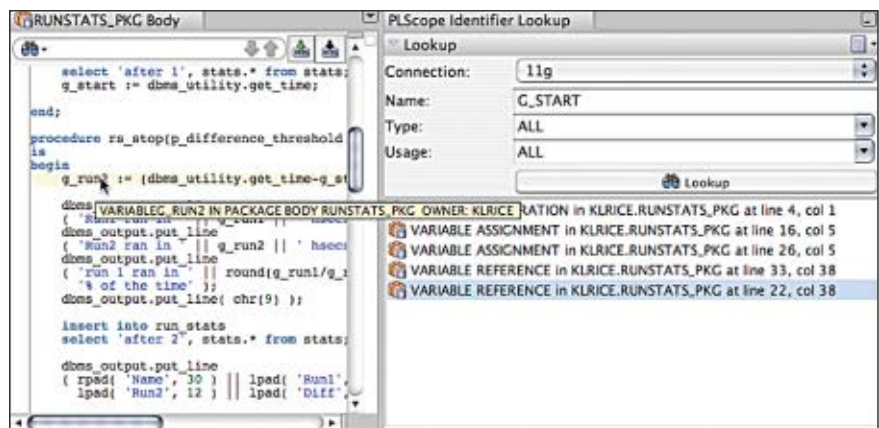 RUNSTATS_PKG Body
select 'after 1', stats.* from stats;
g_start := dbms_utility.get_time;
end;
procedure rs_stop(p_difference_threshold
is
begin
g_run2 := (dbms_utility.get_time-g_st
dbms
VARIABLEG_RUN2 IN PACKAGE BODY RUNSTATS_PKG OWNER: KLRICE
( 'Run1 ran in ' || g_run1 || ' hsecs
dbms_output.put_line
( 'Run2 ran in ' || g_run2 || ' hsecs
dbms_output.put_line
( 'run 1 ran in ' || round(g_run1/g_r
'% of the time' );
dbms_output.put_line( chr(9) );
insert into run_stats
select 'after 2', stats.* from stats;
dbms_output.put_line
( rpad( 'Name', 30 ) || lpad( 'Run1',
lpad( 'Run2', 12 ) || lpad( 'Diff',
PLScope Identifier Lookup
Lookup
Connection: 11g
Name: G_START
Type: ALL
Usage: ALL
Lookup
RATION in KLRICE.RUNSTATS_PKG at line 4, col 1
VARIABLE ASSIGNMENT in KLRICE.RUNSTATS_PKG at line 16, col 5
VARIABLE ASSIGNMENT in KLRICE.RUNSTATS_PKG at line 26, col 5
VARIABLE REFERENCE in KLRICE.RUNSTATS_PKG at line 33, col 38
VARIABLE REFERENCE in KLRICE.RUNSTATS_PKG at line 22, col 38